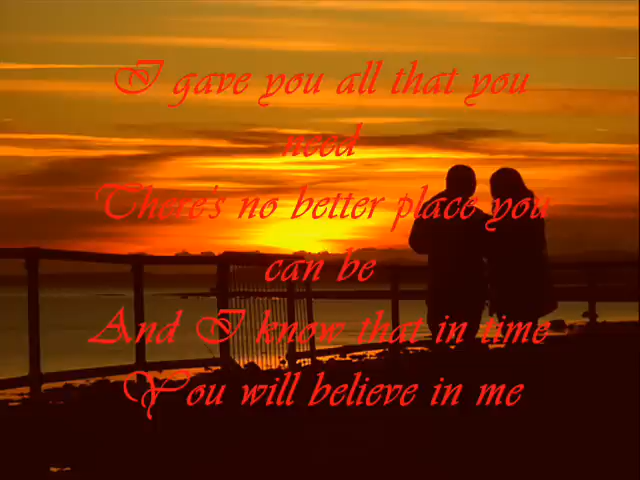 I gave you all that you
need
There's no better place you
can be
And I know that in time
You will believe in me